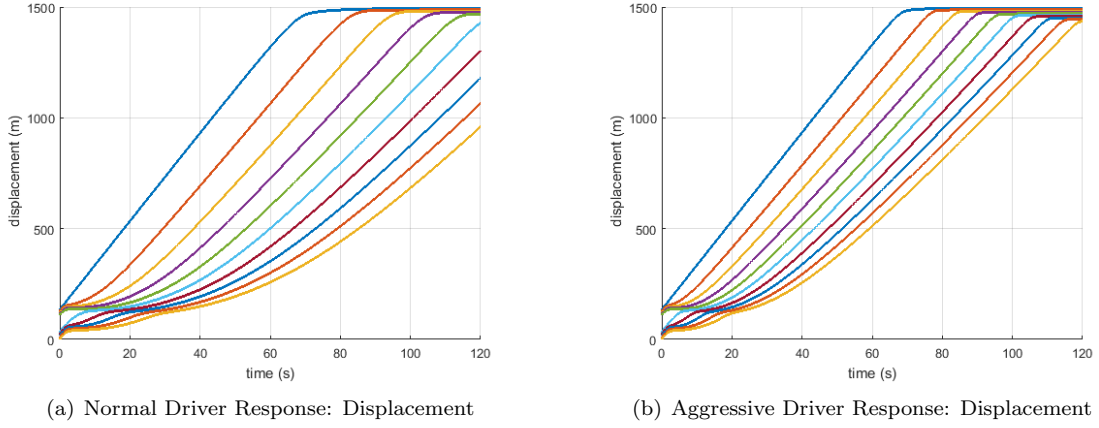 1500
1000
500
0
displacement (m)
0 20 40 60 80 100 120
time (s)
(a) Normal Driver Response: Displacement
1500
1000
500
0
displacement (m)
0 20 40 60 80 100 120
time (s)
(b) Aggressive Driver Response: Displacement